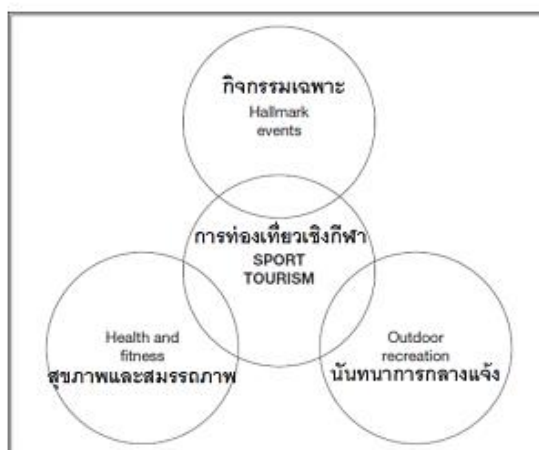 กิจกรรมเฉพาะ
Hallmark
events
การท่องเที่ยวเชิงกีฬา
SPORT
TOURISM
Health and
fitness
สุขภาพและสมรรถภาพ
Outdoor
recreation
นันทนาการกลางแจ้ง